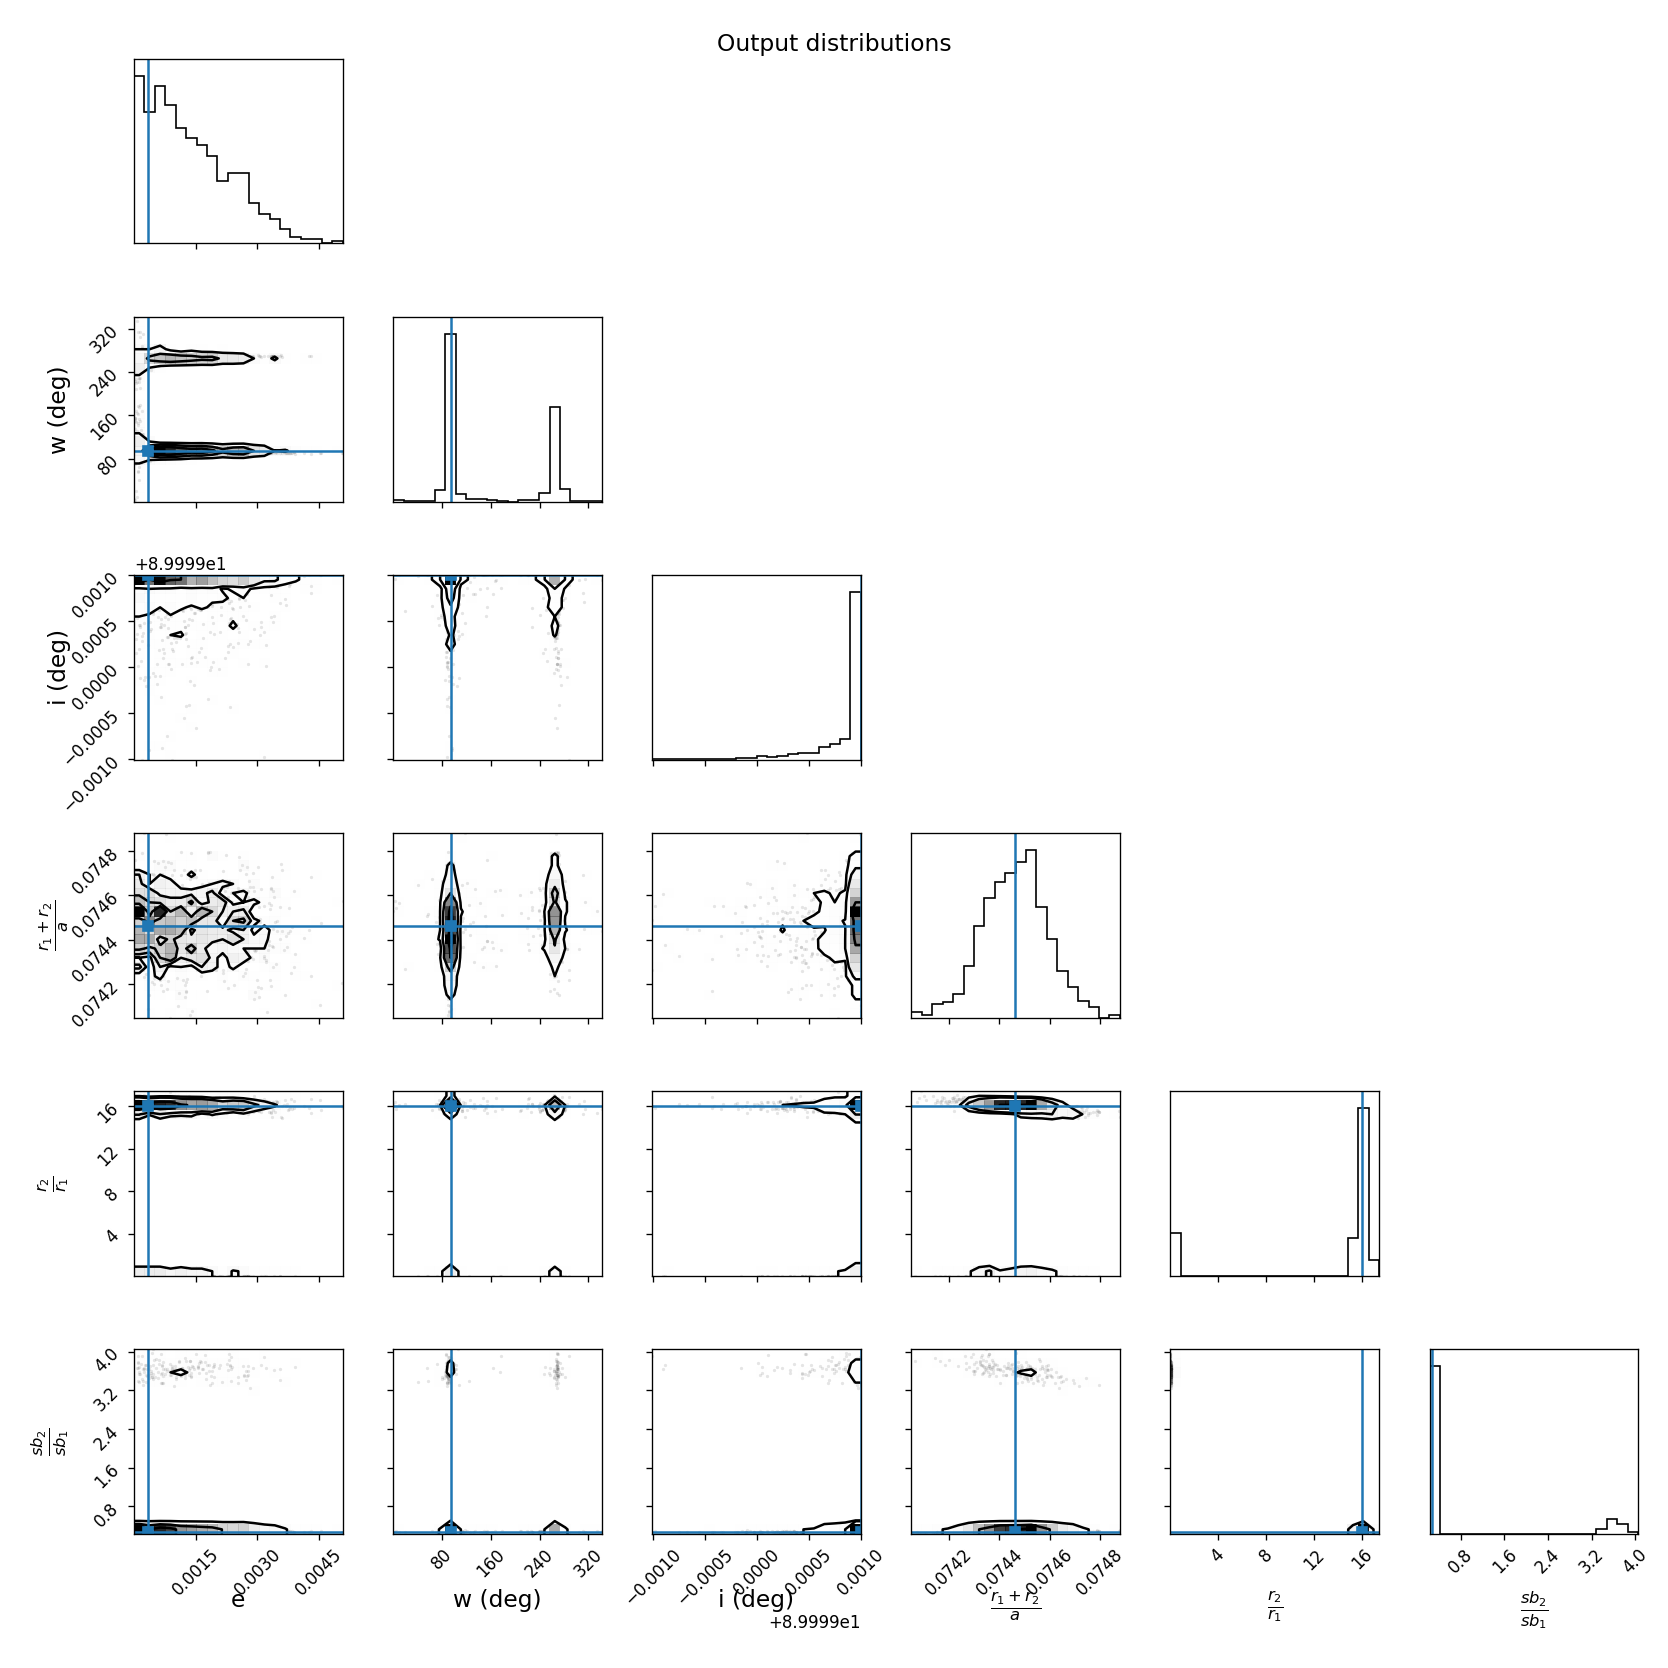 Output distributions
w (deg)
320
240
160
80
+8.9999e1
i (deg)
0.0010
0.0005
0.0000
−0.0005
−0.0010
r₁ + r₂
a
0.0748
0.0746
0.0744
0.0742
r₂
r₁
16
12
8
4
sb₂
sb₁
4.0
3.2
2.4
1.6
0.8
0.0015 0.0030 0.0045
e
80 160 240 320
w (deg)
−0.0010 −0.0005 0.0000 0.0005 0.0010
i (deg)
+8.9999e1
0.0742 0.0744 0.0746 0.0748
r₁ + r₂
a
4 8 12 16
r₂
r₁
0.8 1.6 2.4 3.2 4.0
sb₂
sb₁